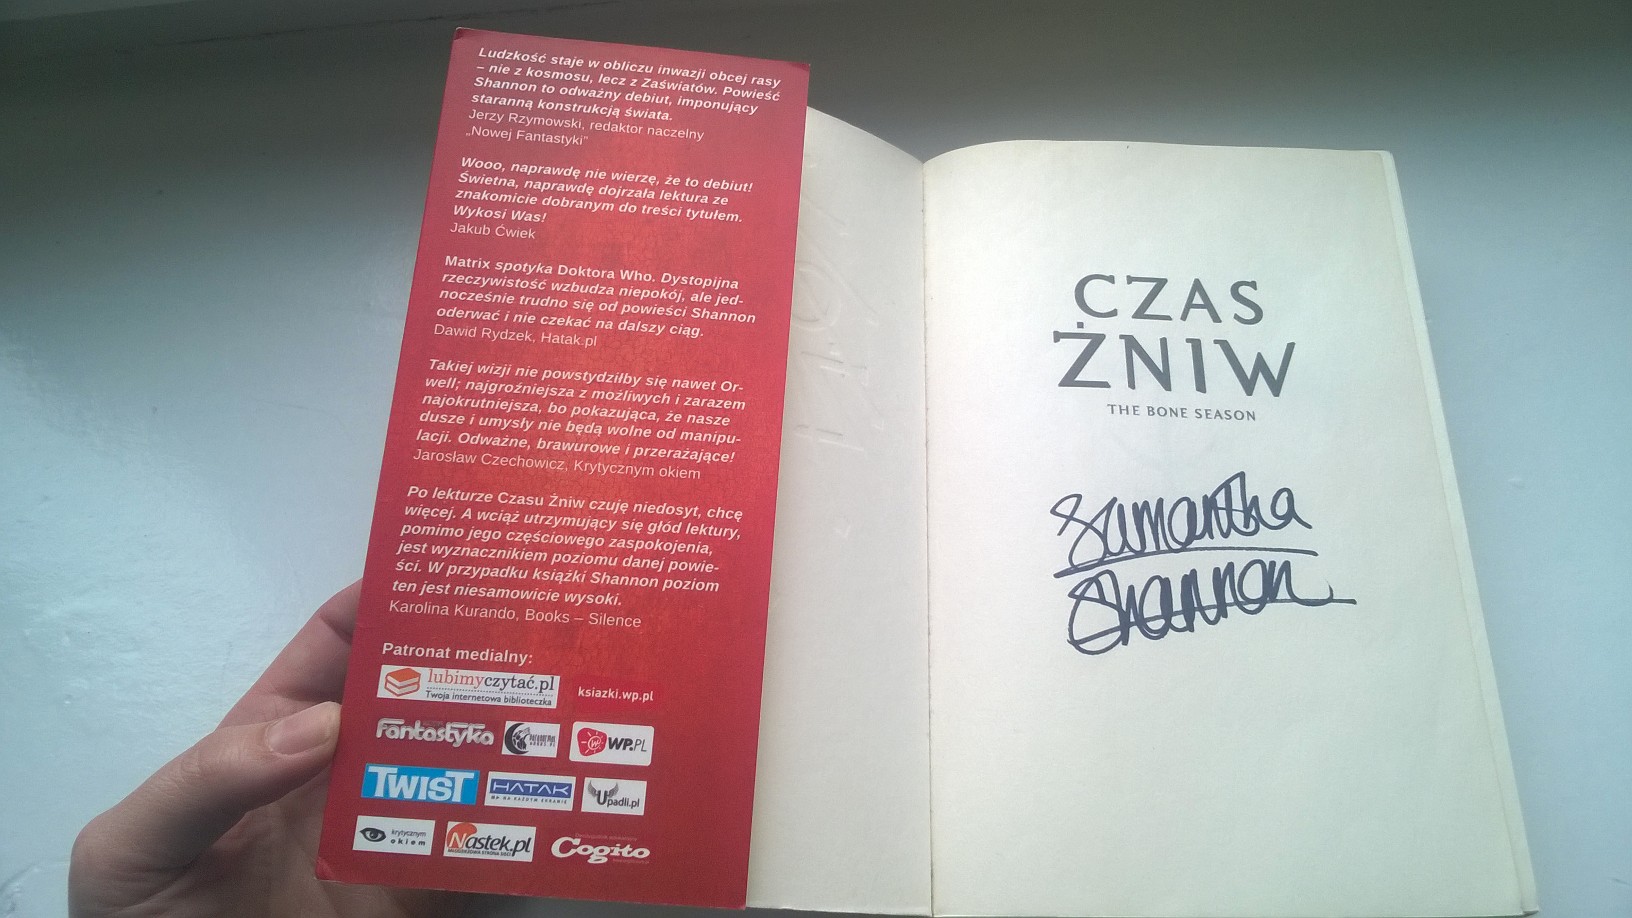 Ludzkość staje w obliczu inwazji obcej rasy
– nie z kosmosu, lecz z Zaświatów. Powieść
Shannon to odważny debiut, imponujący
staranną konstrukcją świata.
Jerzy Rzymowski, redaktor naczelny
„Nowej Fantastyki”
Wooo, naprawdę nie wierzę, że to debiut!
Świetna, naprawdę dojrzała lektura ze
znakomicie dobranym do treści tytułem.
Wykosi Was!
Jakub Ćwiek
Matrix spotyka Doktora Who. Dystopijna
rzeczywistość wzbudza niepokój, ale jed-
nocześnie trudno się od powieści Shannon
oderwać i nie czekać na dalszy ciąg.
Dawid Rydzek, Hatak.pl
Takiej wizji nie powstydziłby się nawet Or-
well; najgroźniejsza z możliwych i zarazem
najokrutniejsza, bo pokazująca, że nasze
dusze i umysły nie będą wolne od manipu-
lacji. Odważne, brawurowe i przerażające!
Jarosław Czechowicz, Krytycznym okiem
Po lekturze Czasu Żniw czuję niedosyt, chcę
więcej. A wciąż utrzymujący się głód lektury,
pomimo jego częściowego zaspokojenia,
jest wyznacznikiem poziomu danej powie-
ści. W przypadku książki Shannon poziom
ten jest niesamowicie wysoki.
Karolina Kurando, Books – Silence
Patronat medialny:
lubimyczytać.pl
Twoja internetowa biblioteczka
ksiazki.wp.pl
Fantastyka
WP.PL
TWIST
HATAK
NA KAŻDYM EKRANIE
Upadli.pl
krytycznym
okiem
Nastek.pl
Cogito
CZAS
ŻNIW
THE BONE SEASON
Samantha
Shannon